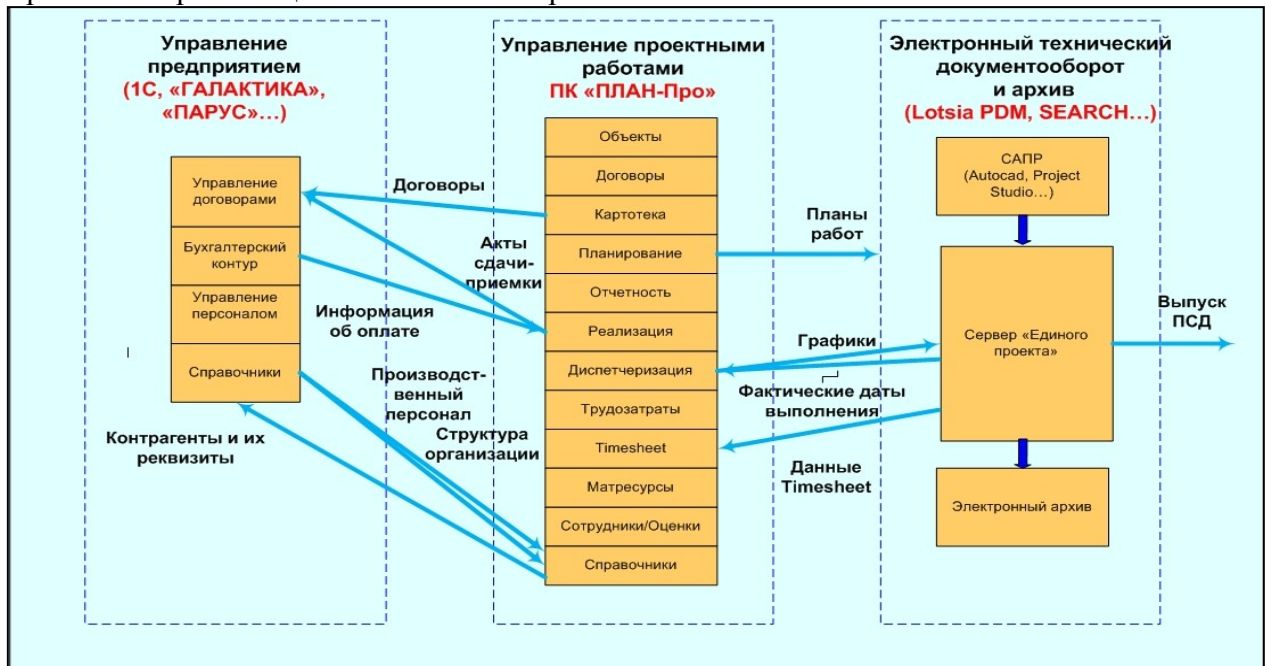 Управление
предприятием
(1С, «ГАЛАКТИКА»,
«ПАРУС»…)
Управление
договорами
Бухгалтерский
контур
Управление
персоналом
Справочники
Договоры
Акты
сдачи-
приемки
Информация
об оплате
Производст-
венный
персонал
Структура
организации
Контрагенты и их
реквизиты
Управление проектными
работами
ПК «ПЛАН-Про»
Объекты
Договоры
Картотека
Планирование
Отчетность
Реализация
Диспетчеризация
Трудозатраты
Timesheet
Матресурсы
Сотрудники/Оценки
Справочники
Планы
работ
Графики
Фактические даты
выполнения
Данные
Timesheet
Электронный технический
документооборот
и архив
(Lotsia PDM, SEARCH…)
САПР
(Autocad, Project
Studio…)
Сервер «Единого
проекта»
Электронный архив
Выпуск
ПСД